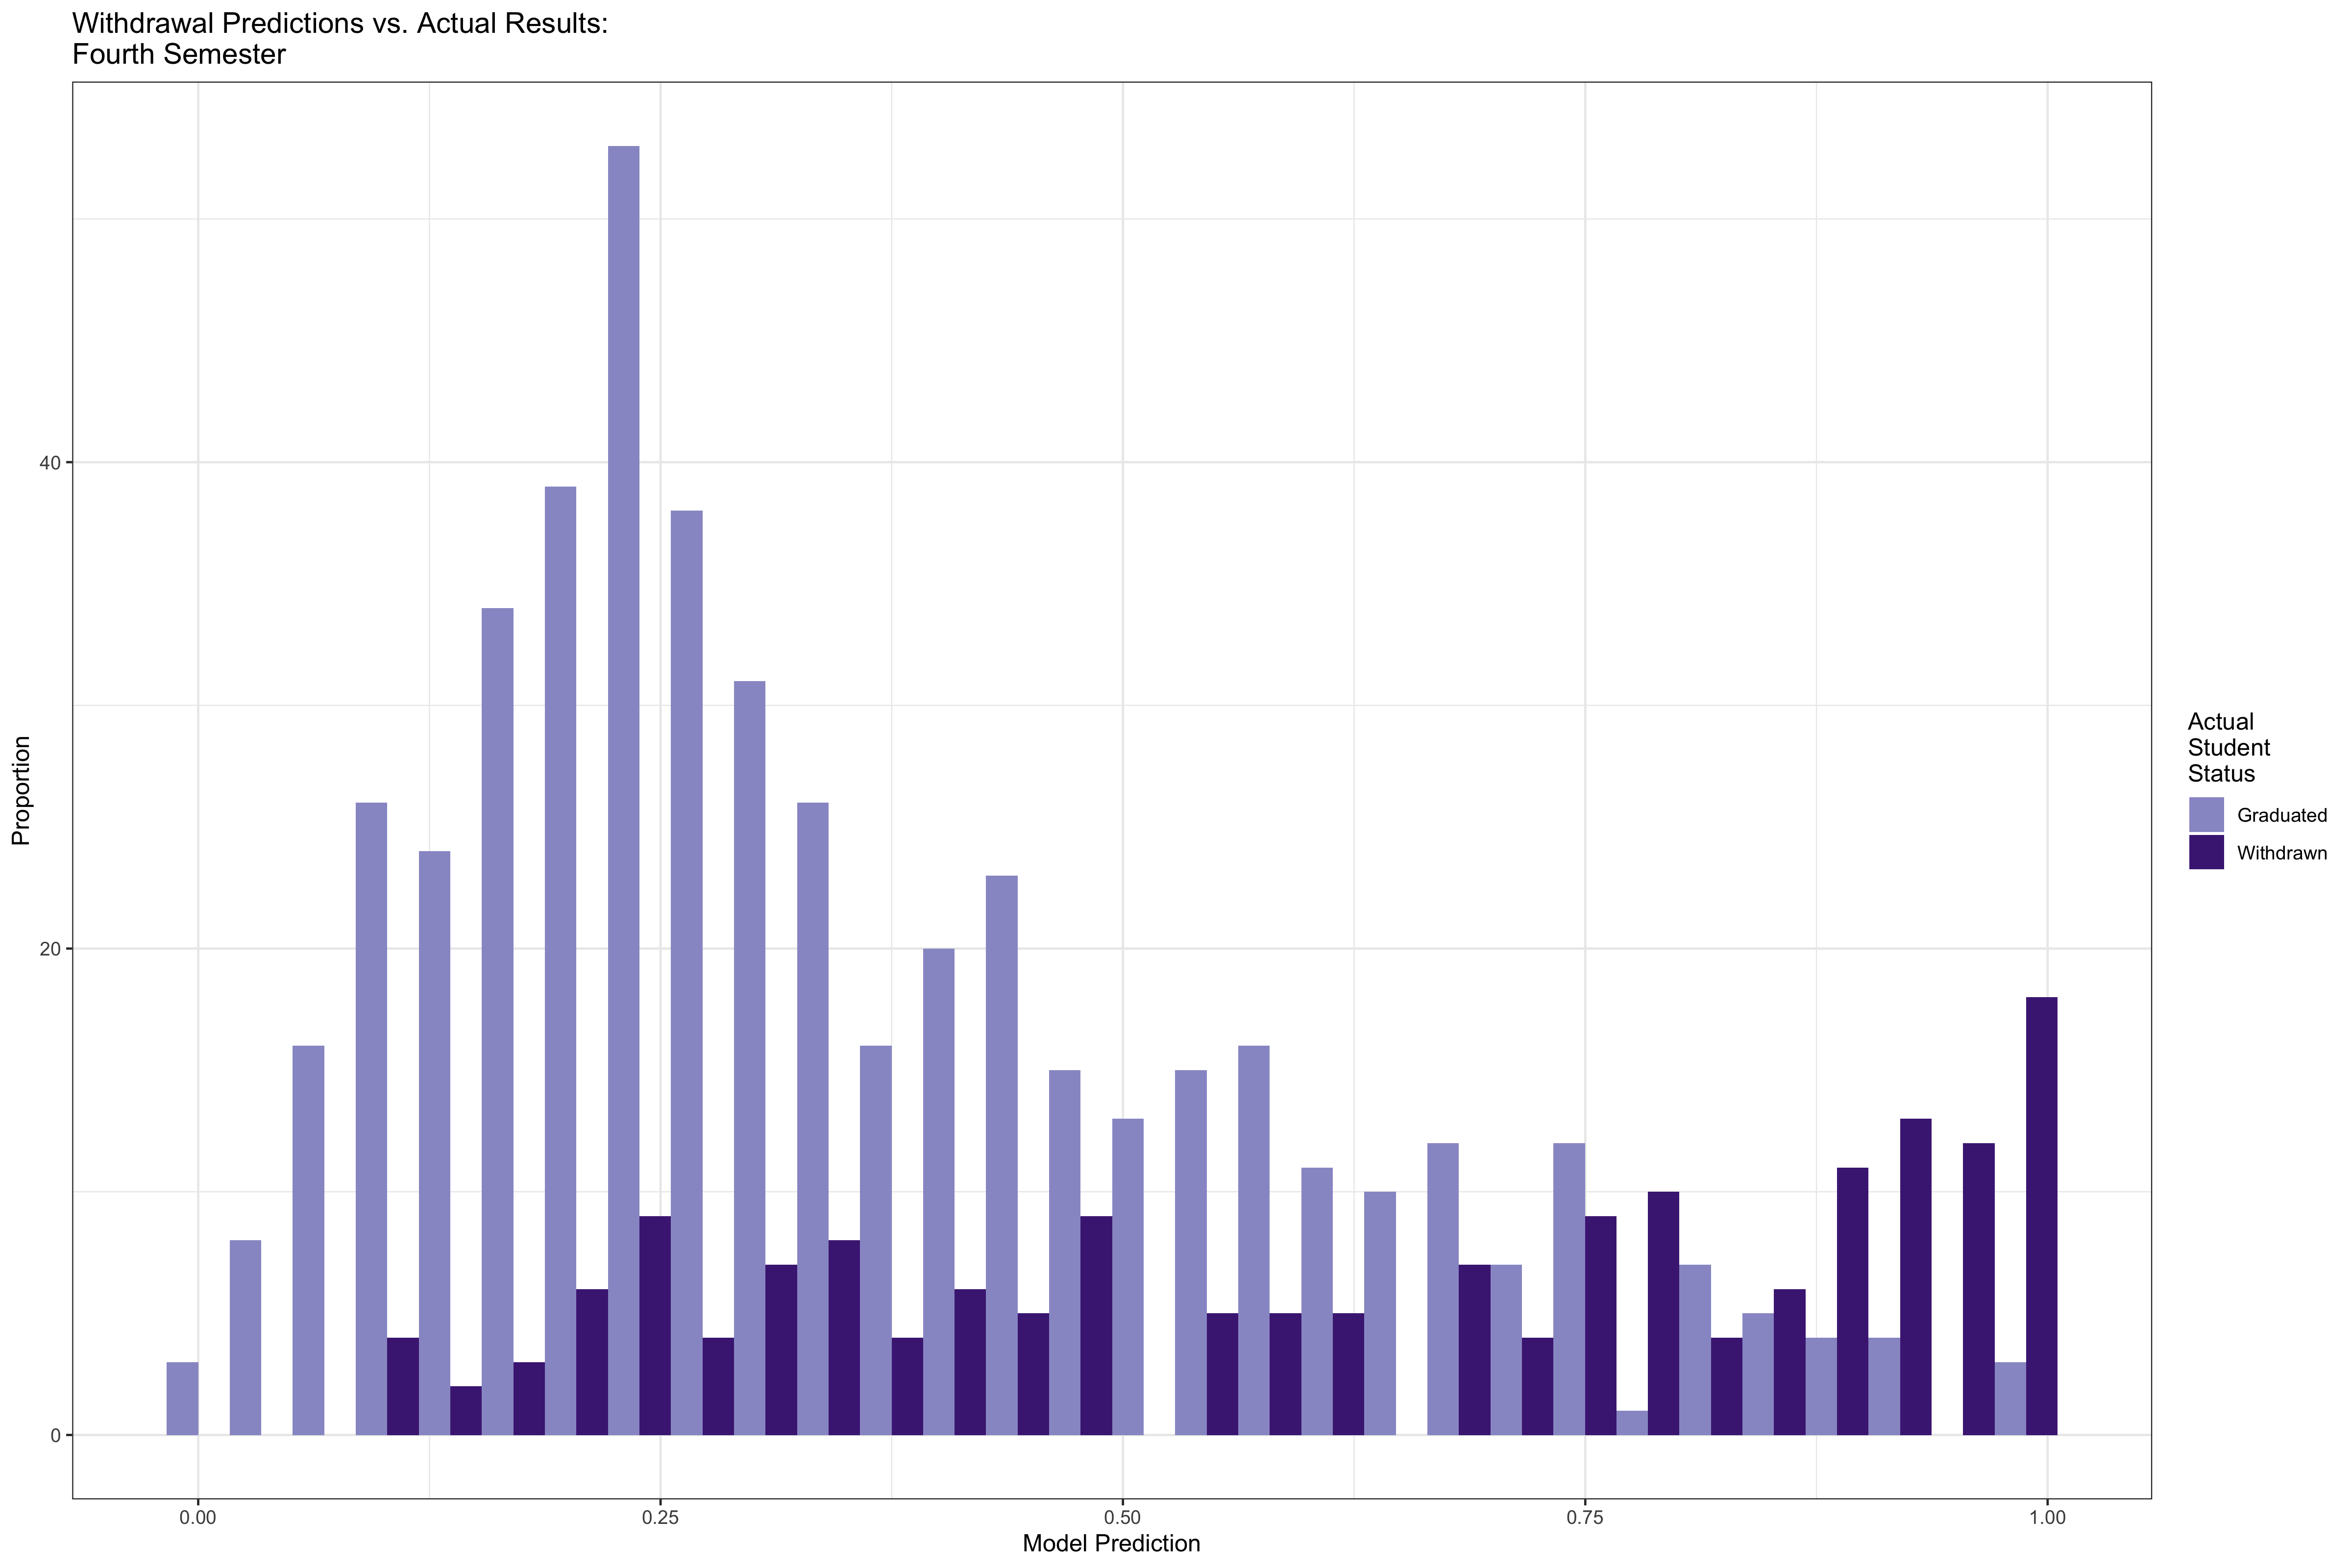 Withdrawal Predictions vs. Actual Results:
Fourth Semester
Proportion
40
20
0
0.00
0.25
0.50
0.75
1.00
Model Prediction
Actual
Student
Status
Graduated
Withdrawn